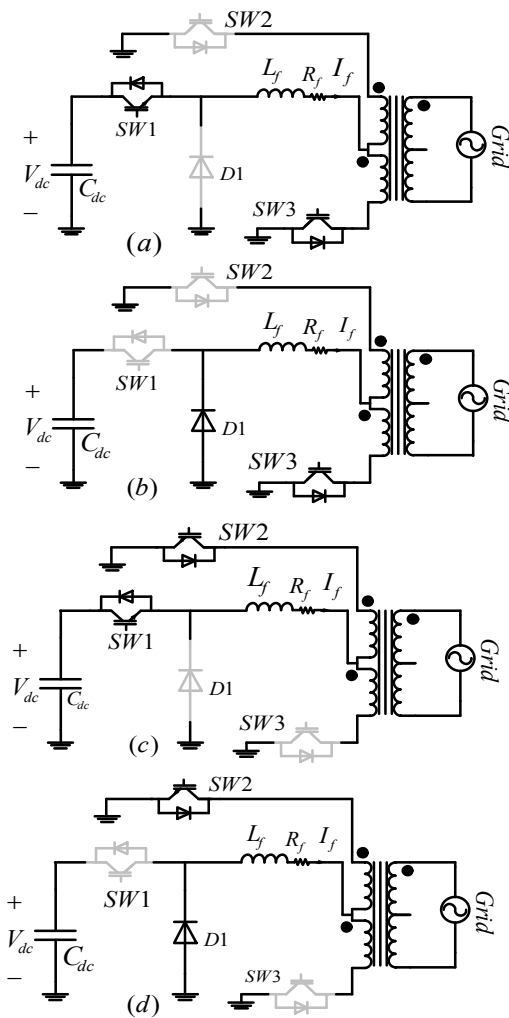 SW2
L_f R_f I_f
SW1
+
V_dc C_dc
−
D1
SW3
Grid
(a)
SW2
L_f R_f I_f
SW1
+
V_dc C_dc
−
D1
SW3
Grid
(b)
SW2
L_f R_f I_f
SW1
+
V_dc C_dc
−
D1
SW3
Grid
(c)
SW2
L_f R_f I_f
SW1
+
V_dc C_dc
−
D1
SW3
Grid
(d)